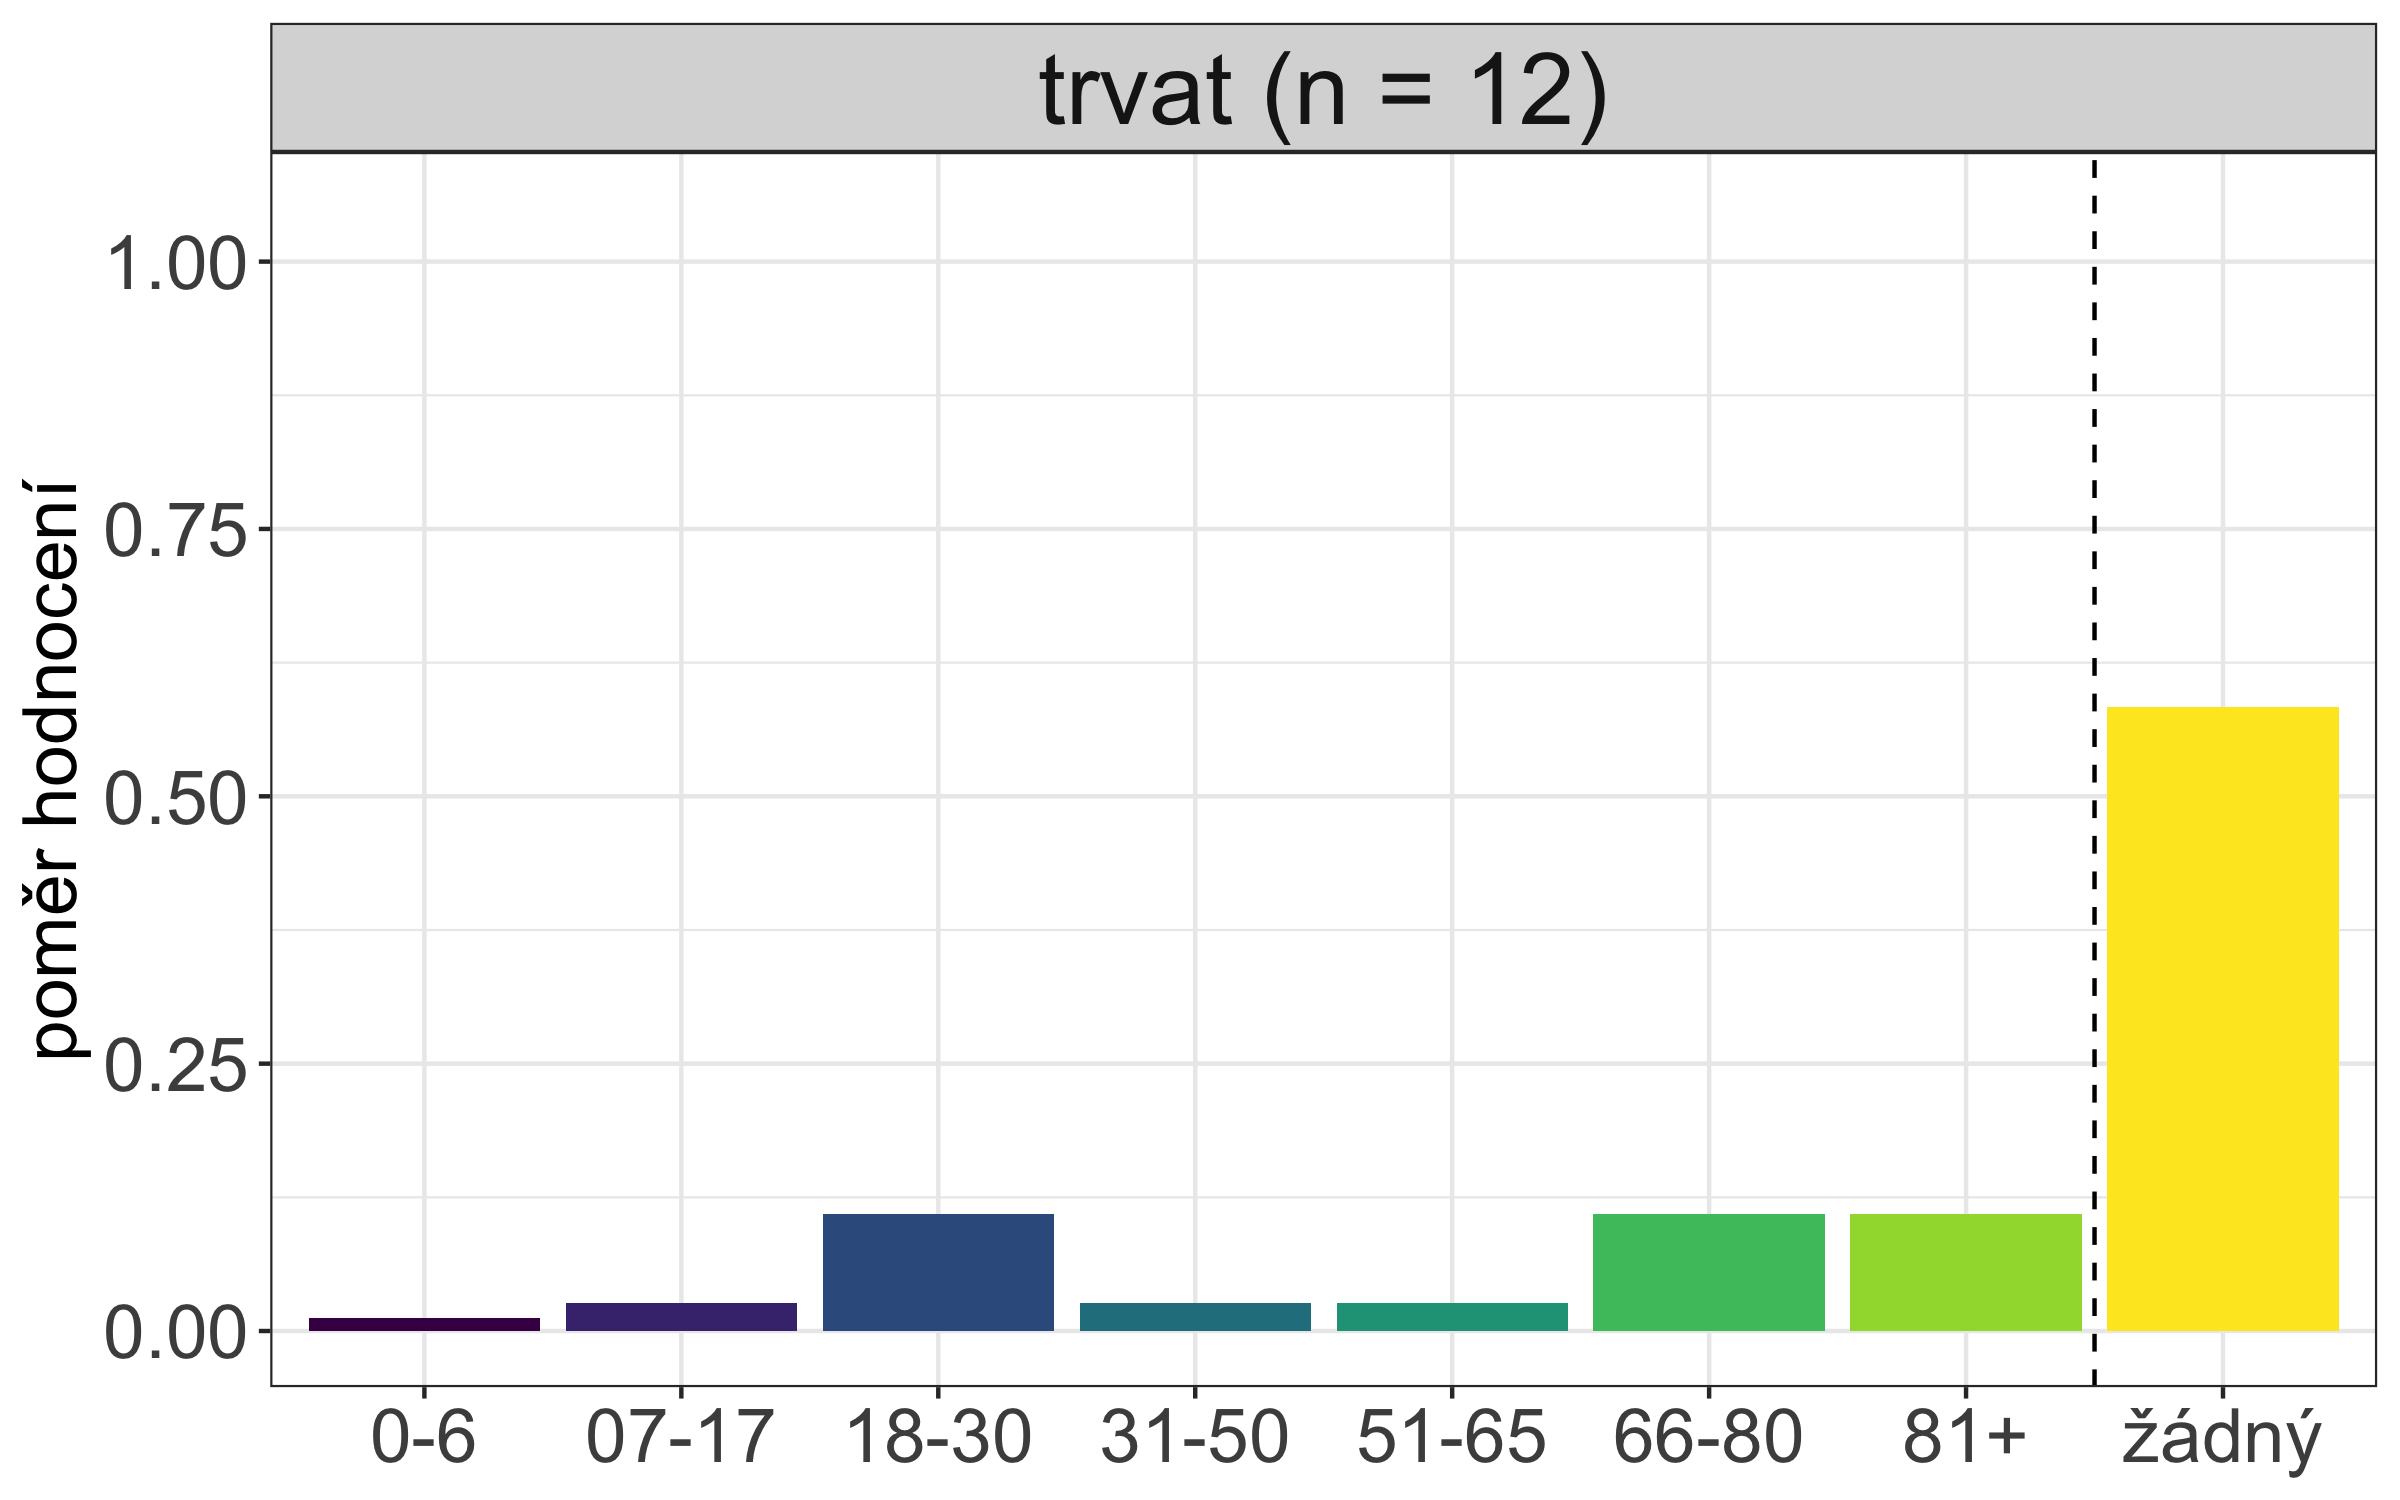 trvat (n = 12)
poměr hodnocení
1.00
0.75
0.50
0.25
0.00
0-6 07-17 18-30 31-50 51-65 66-80 81+ žádný